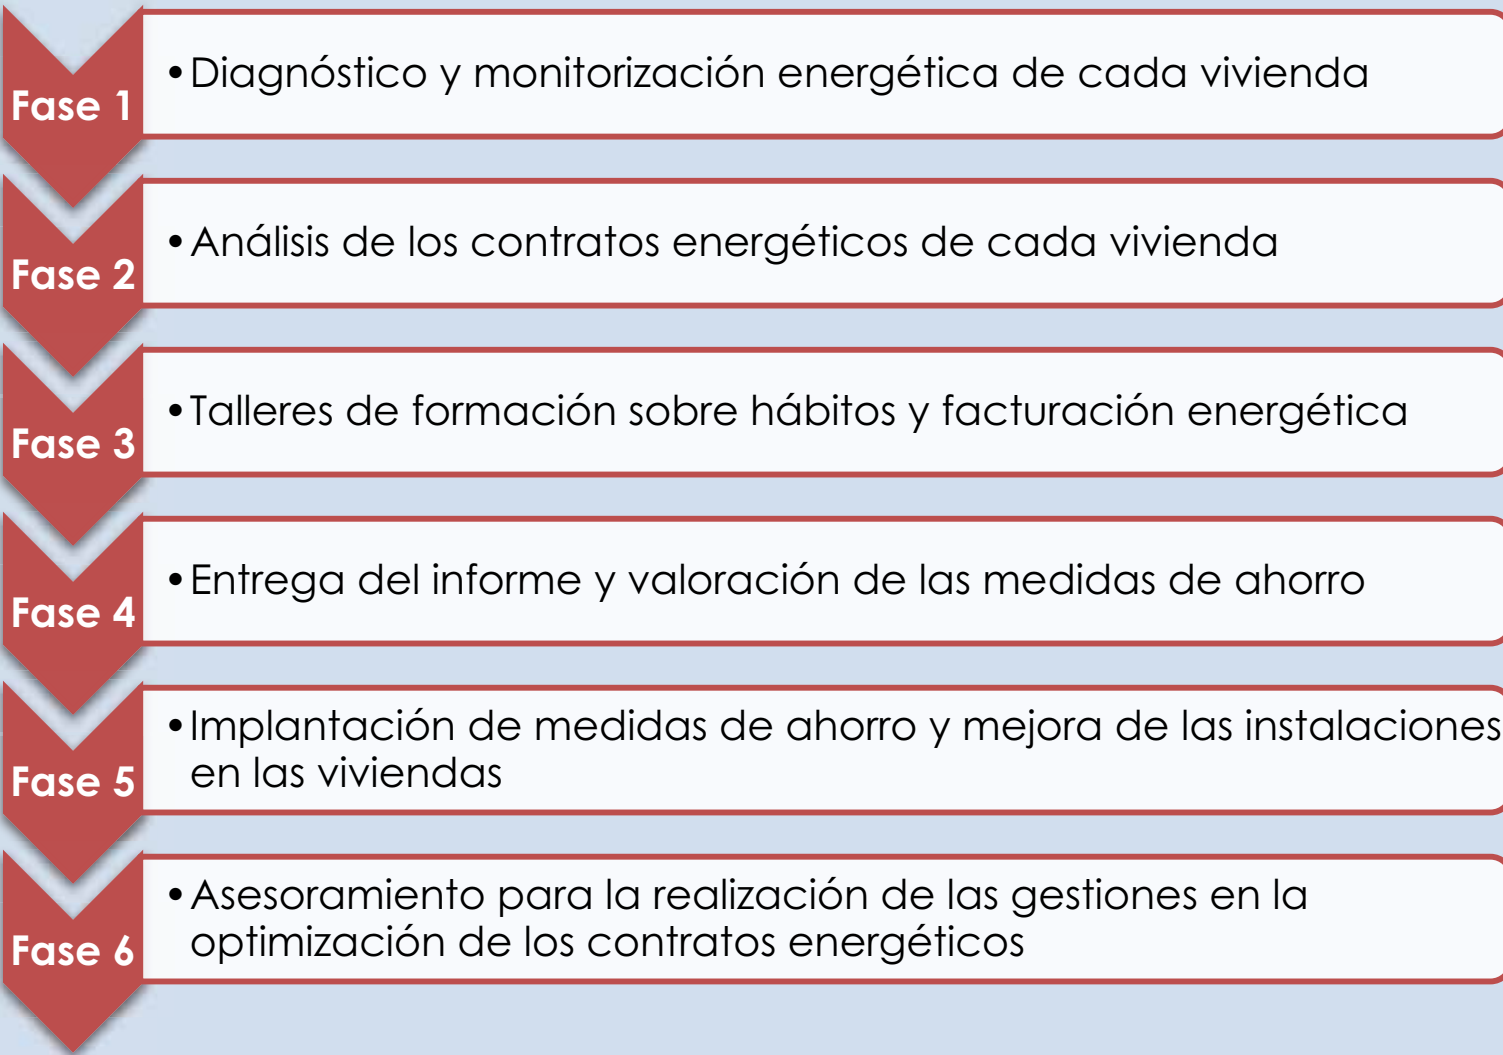 Fase 1
•Diagnóstico y monitorización energética de cada vivienda
Fase 2
•Análisis de los contratos energéticos de cada vivienda
Fase 3
•Talleres de formación sobre hábitos y facturación energética
Fase 4
•Entrega del informe y valoración de las medidas de ahorro
Fase 5
•Implantación de medidas de ahorro y mejora de las instalaciones
en las viviendas
Fase 6
•Asesoramiento para la realización de las gestiones en la
optimización de los contratos energéticos